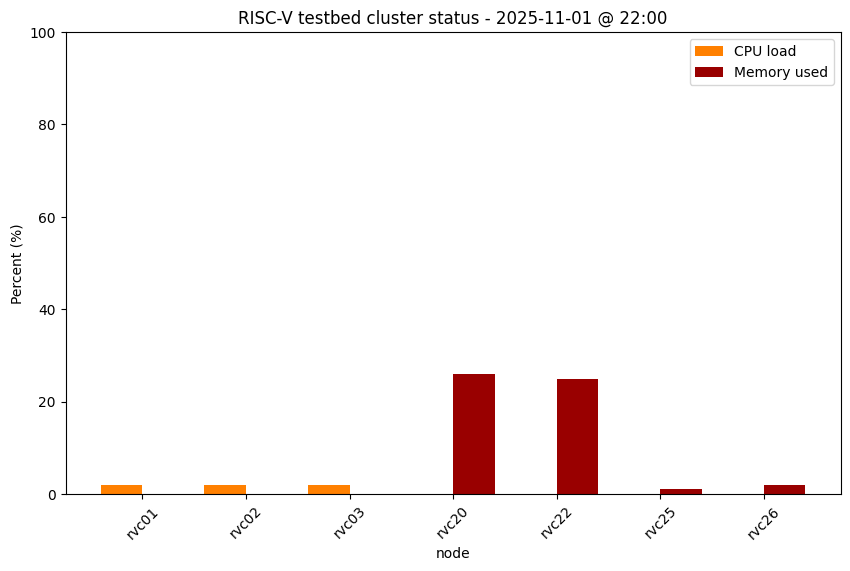 RISC-V testbed cluster status - 2025-11-01 @ 22:00
CPU load
Memory used
Percent (%)
100
80
60
40
20
0
rvc01
rvc02
rvc03
rvc20
rvc22
rvc25
rvc26
node